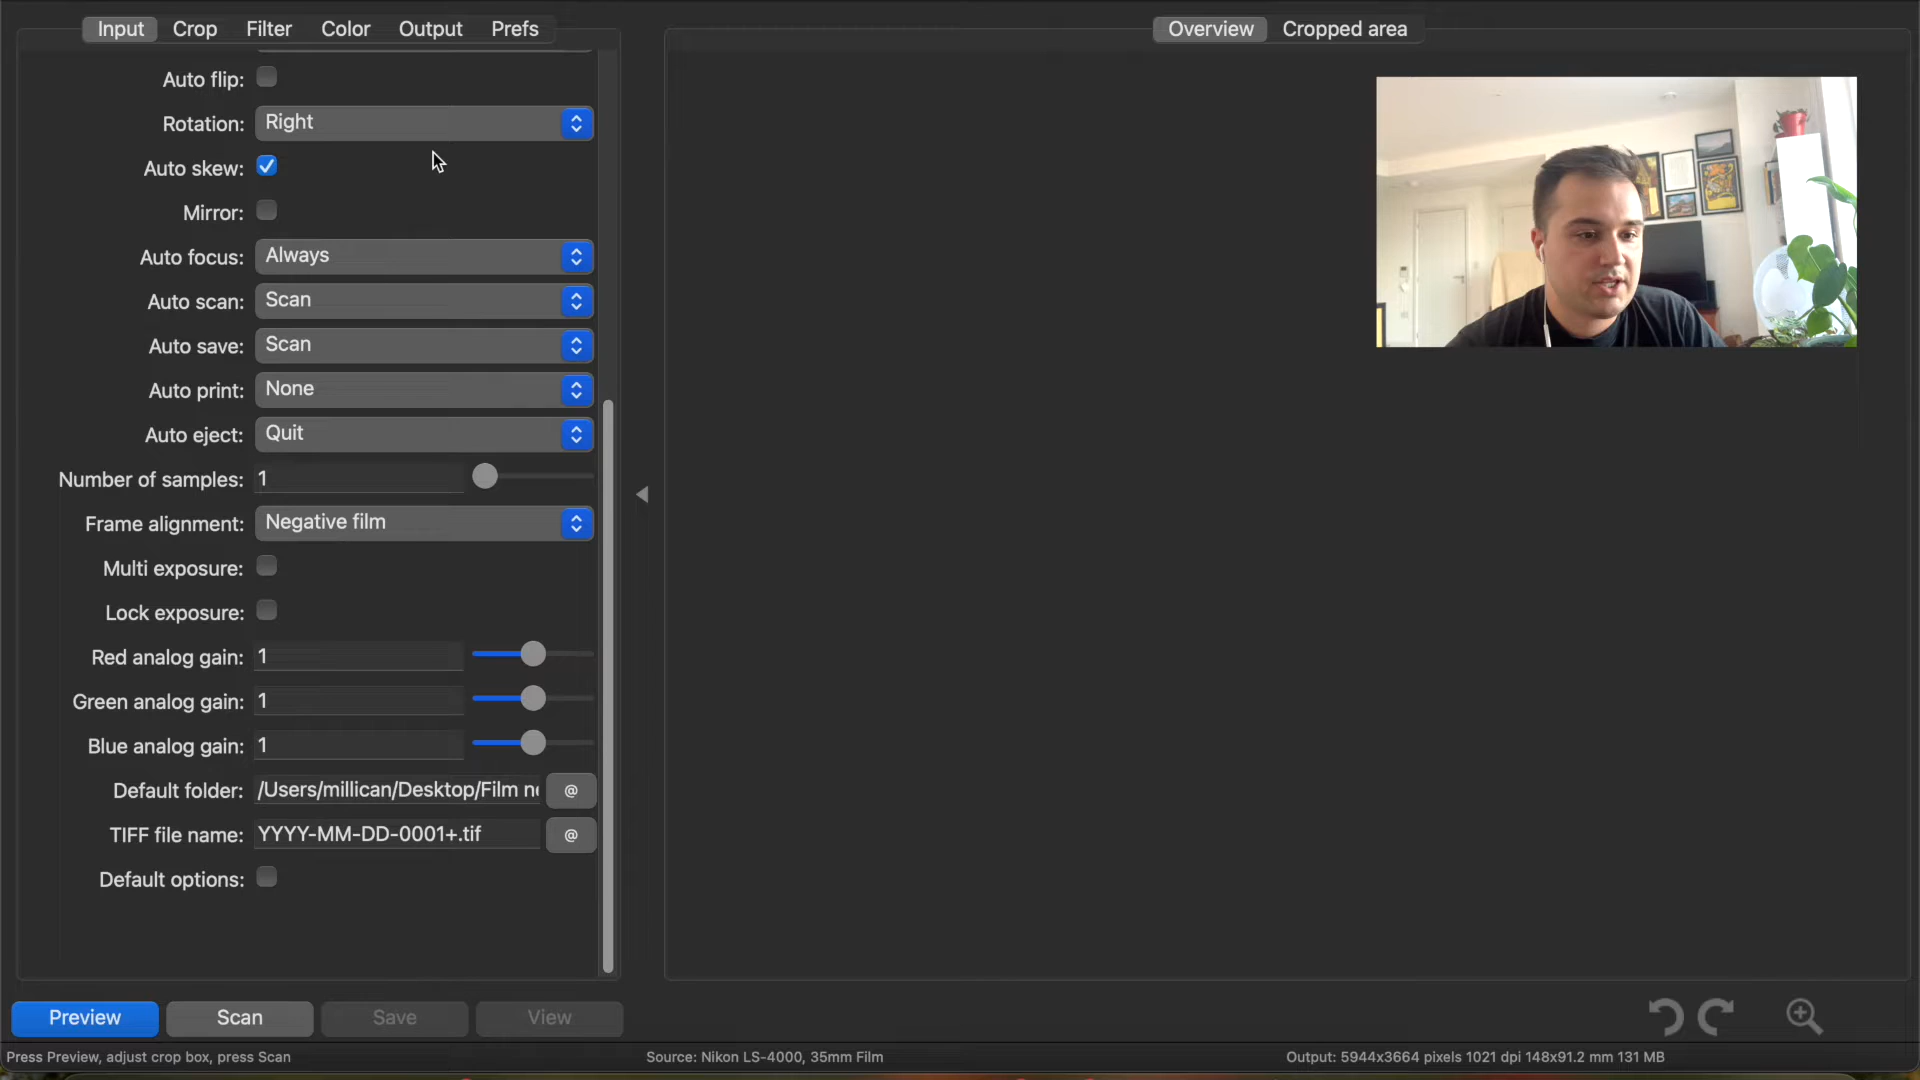 Input Crop Filter Color Output Prefs
Overview Cropped area
Auto flip:
Rotation: Right
Auto skew:
Mirror:
Auto focus: Always
Auto scan: Scan
Auto save: Scan
Auto print: None
Auto eject: Quit
Number of samples: 1
Frame alignment: Negative film
Multi exposure:
Lock exposure:
Red analog gain: 1
Green analog gain: 1
Blue analog gain: 1
Default folder: /Users/millican/Desktop/Film ne @
TIFF file name: YYYY-MM-DD-0001+.tif @
Default options:
Preview Scan Save View
Press Preview, adjust crop box, press Scan
Source: Nikon LS-4000, 35mm Film
Output: 5944x3664 pixels 1021 dpi 148x91.2 mm 131 MB